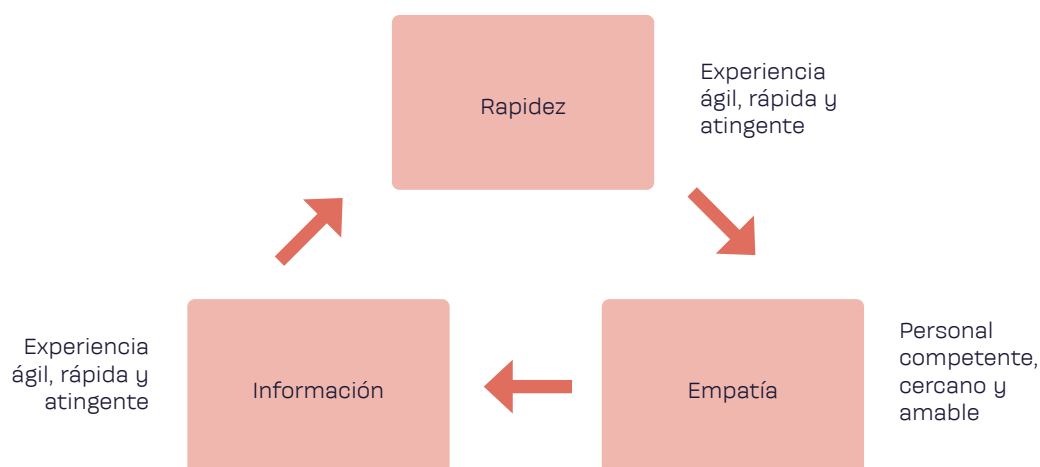 Rapidez
Experiencia
ágil, rápida y
atingente
Experiencia
ágil, rápida y
atingente
Información
Empatía
Personal
competente,
cercano y
amable